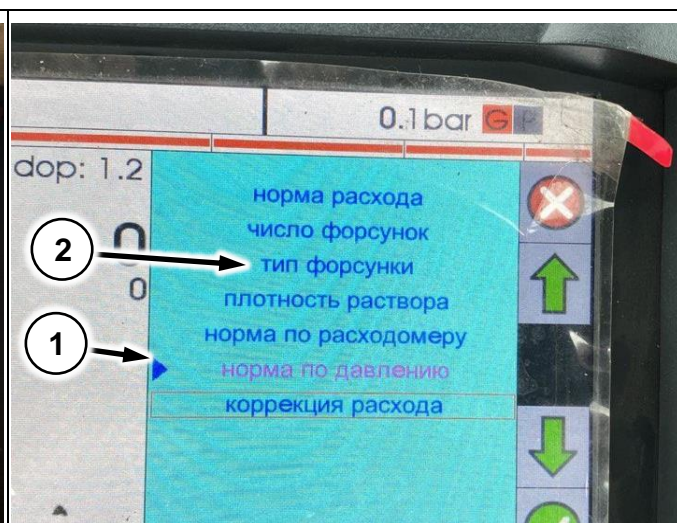 0.1bar G P
dop: 1.2
0
0
норма расхода
число форсунок
тип форсунки
плотность раствора
норма по расходомеру
норма по давлению
коррекция расхода
2
1